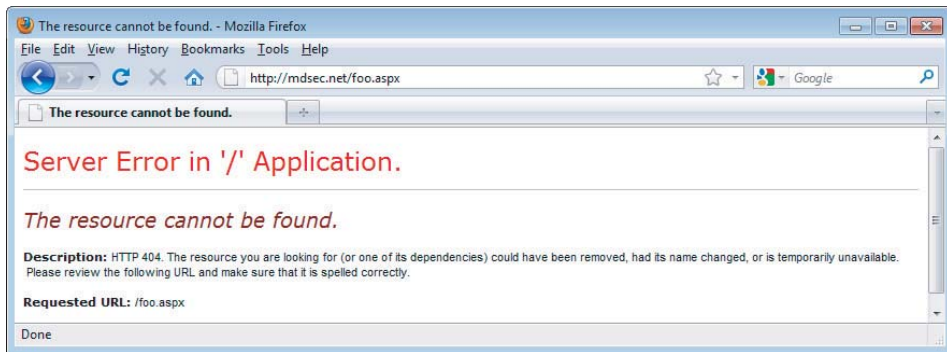 The resource cannot be found. - Mozilla Firefox
File Edit View History Bookmarks Tools Help
http://mdsec.net/foo.aspx
Google
The resource cannot be found.
Server Error in '/' Application.
The resource cannot be found.
Description: HTTP 404. The resource you are looking for (or one of its dependencies) could have been removed, had its name changed, or is temporarily unavailable.
Please review the following URL and make sure that it is spelled correctly.
Requested URL: /foo.aspx
Done